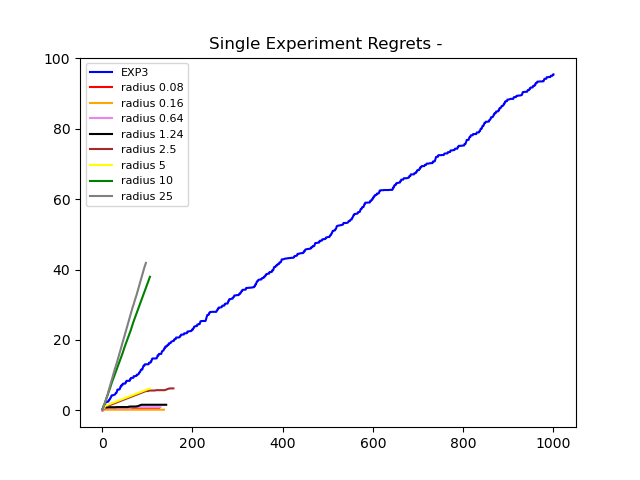 Single Experiment Regrets -
100
80
60
40
20
0
EXP3
radius 0.08
radius 0.16
radius 0.64
radius 1.24
radius 2.5
radius 5
radius 10
radius 25
0 200 400 600 800 1000